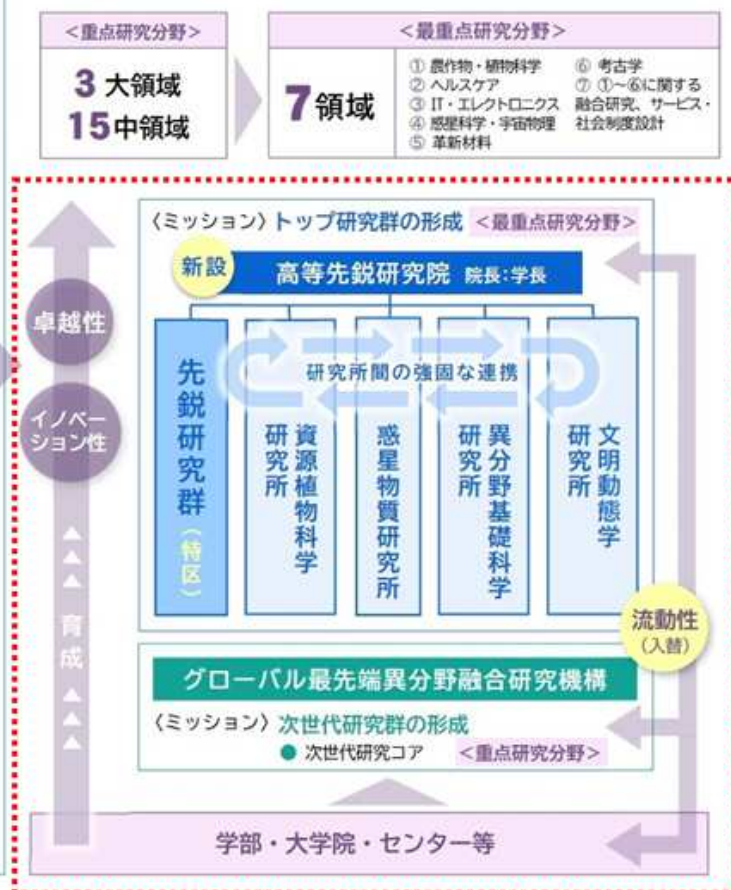 <重点研究分野>
3 大領域
15中領域
<最重点研究分野>
7領域
① 農作物・植物科学
② ヘルスケア
③ IT・エレクトロニクス
④ 惑星科学・宇宙物理
⑤ 革新材料
⑥ 考古学
⑦ ①～⑥に関する
融合研究、サービス・
社会制度設計
〈ミッション〉トップ研究群の形成 <最重点研究分野>
新設
高等先鋭研究院 院長:学長
卓越性
イノベー
ション性
▲▲▲ 育成 ▲▲▲
研究所間の強固な連携
先鋭研究群(特区)
資源植物科学
研究所
惑星物質研究所
異分野基礎科学
研究所
文明動態学
研究所
流動性
(入替)
グローバル最先端異分野融合研究機構
〈ミッション〉次世代研究群の形成
● 次世代研究コア <重点研究分野>
学部・大学院・センター等